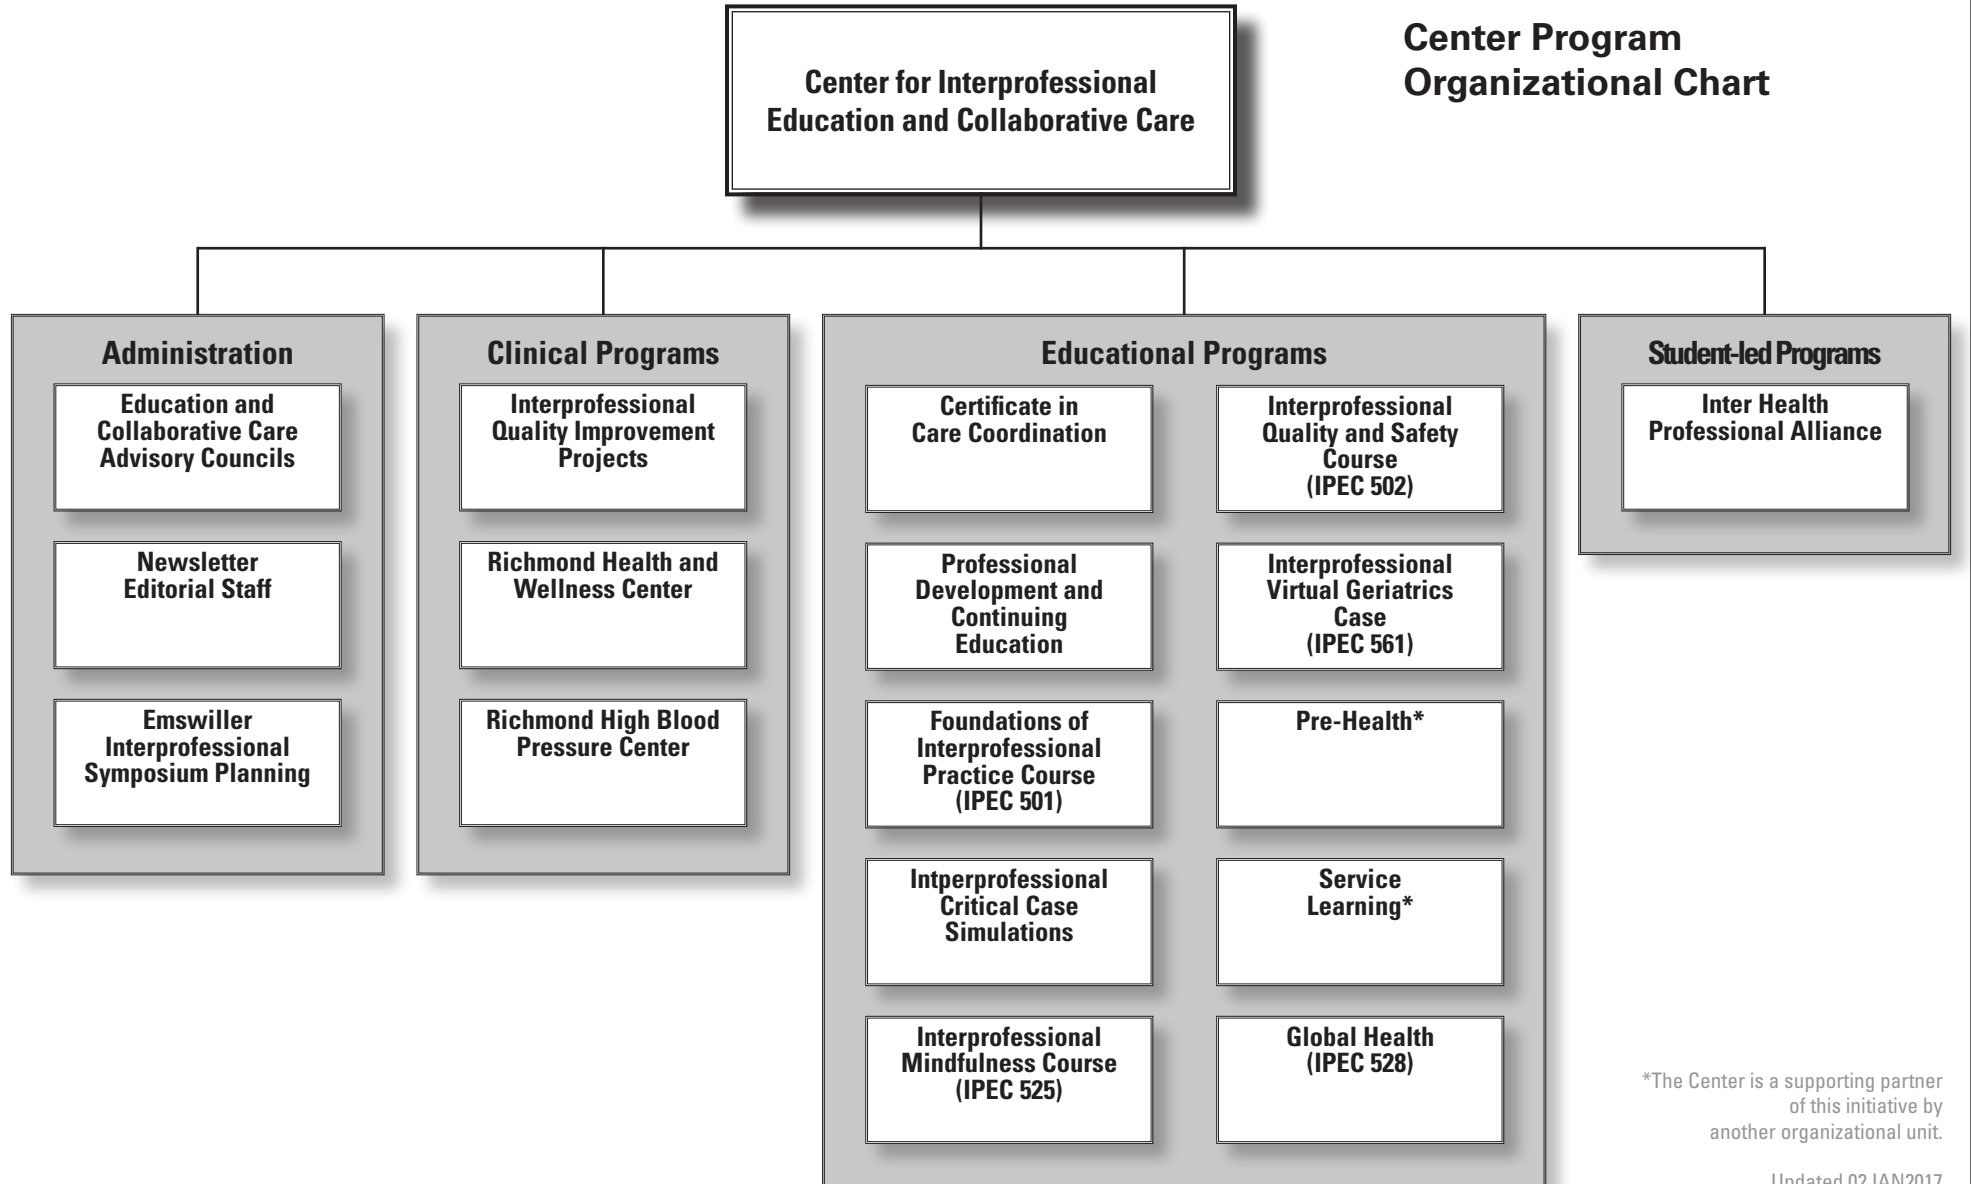 Center for Interprofessional
Education and Collaborative Care
Center Program
Organizational Chart
Administration
Education and
Collaborative Care
Advisory Councils
Newsletter
Editorial Staff
Emswiller
Interprofessional
Symposium Planning
Clinical Programs
Interprofessional
Quality Improvement
Projects
Richmond Health and
Wellness Center
Richmond High Blood
Pressure Center
Educational Programs
Certificate in
Care Coordination
Professional
Development and
Continuing
Education
Foundations of
Interprofessional
Practice Course
(IPEC 501)
Intperprofessional
Critical Case
Simulations
Interprofessional
Mindfulness Course
(IPEC 525)
Interprofessional
Quality and Safety
Course
(IPEC 502)
Interprofessional
Virtual Geriatrics
Case
(IPEC 561)
Pre-Health*
Service
Learning*
Global Health
(IPEC 528)
Student-led Programs
Inter Health
Professional Alliance
*The Center is a supporting partner
of this initiative by
another organizational unit.
Updated 02JAN2017